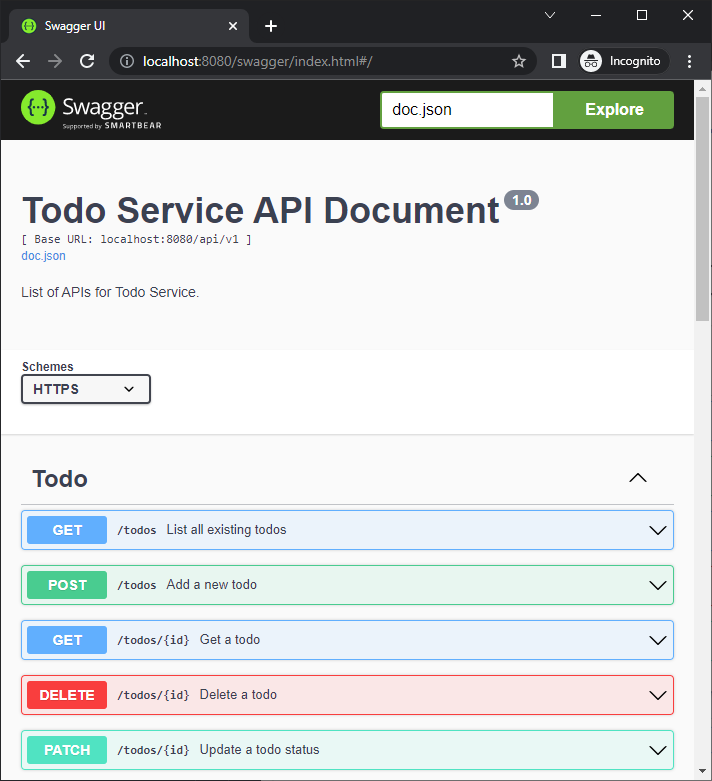 Swagger UI
localhost:8080/swagger/index.html#/
Incognito
Swagger
Supported by SMARTBEAR
doc.json
Explore
Todo Service API Document 1.0
[ Base URL: localhost:8080/api/v1 ]
doc.json
List of APIs for Todo Service.
Schemes
HTTPS
Todo
GET /todos List all existing todos
POST /todos Add a new todo
GET /todos/{id} Get a todo
DELETE /todos/{id} Delete a todo
PATCH /todos/{id} Update a todo status